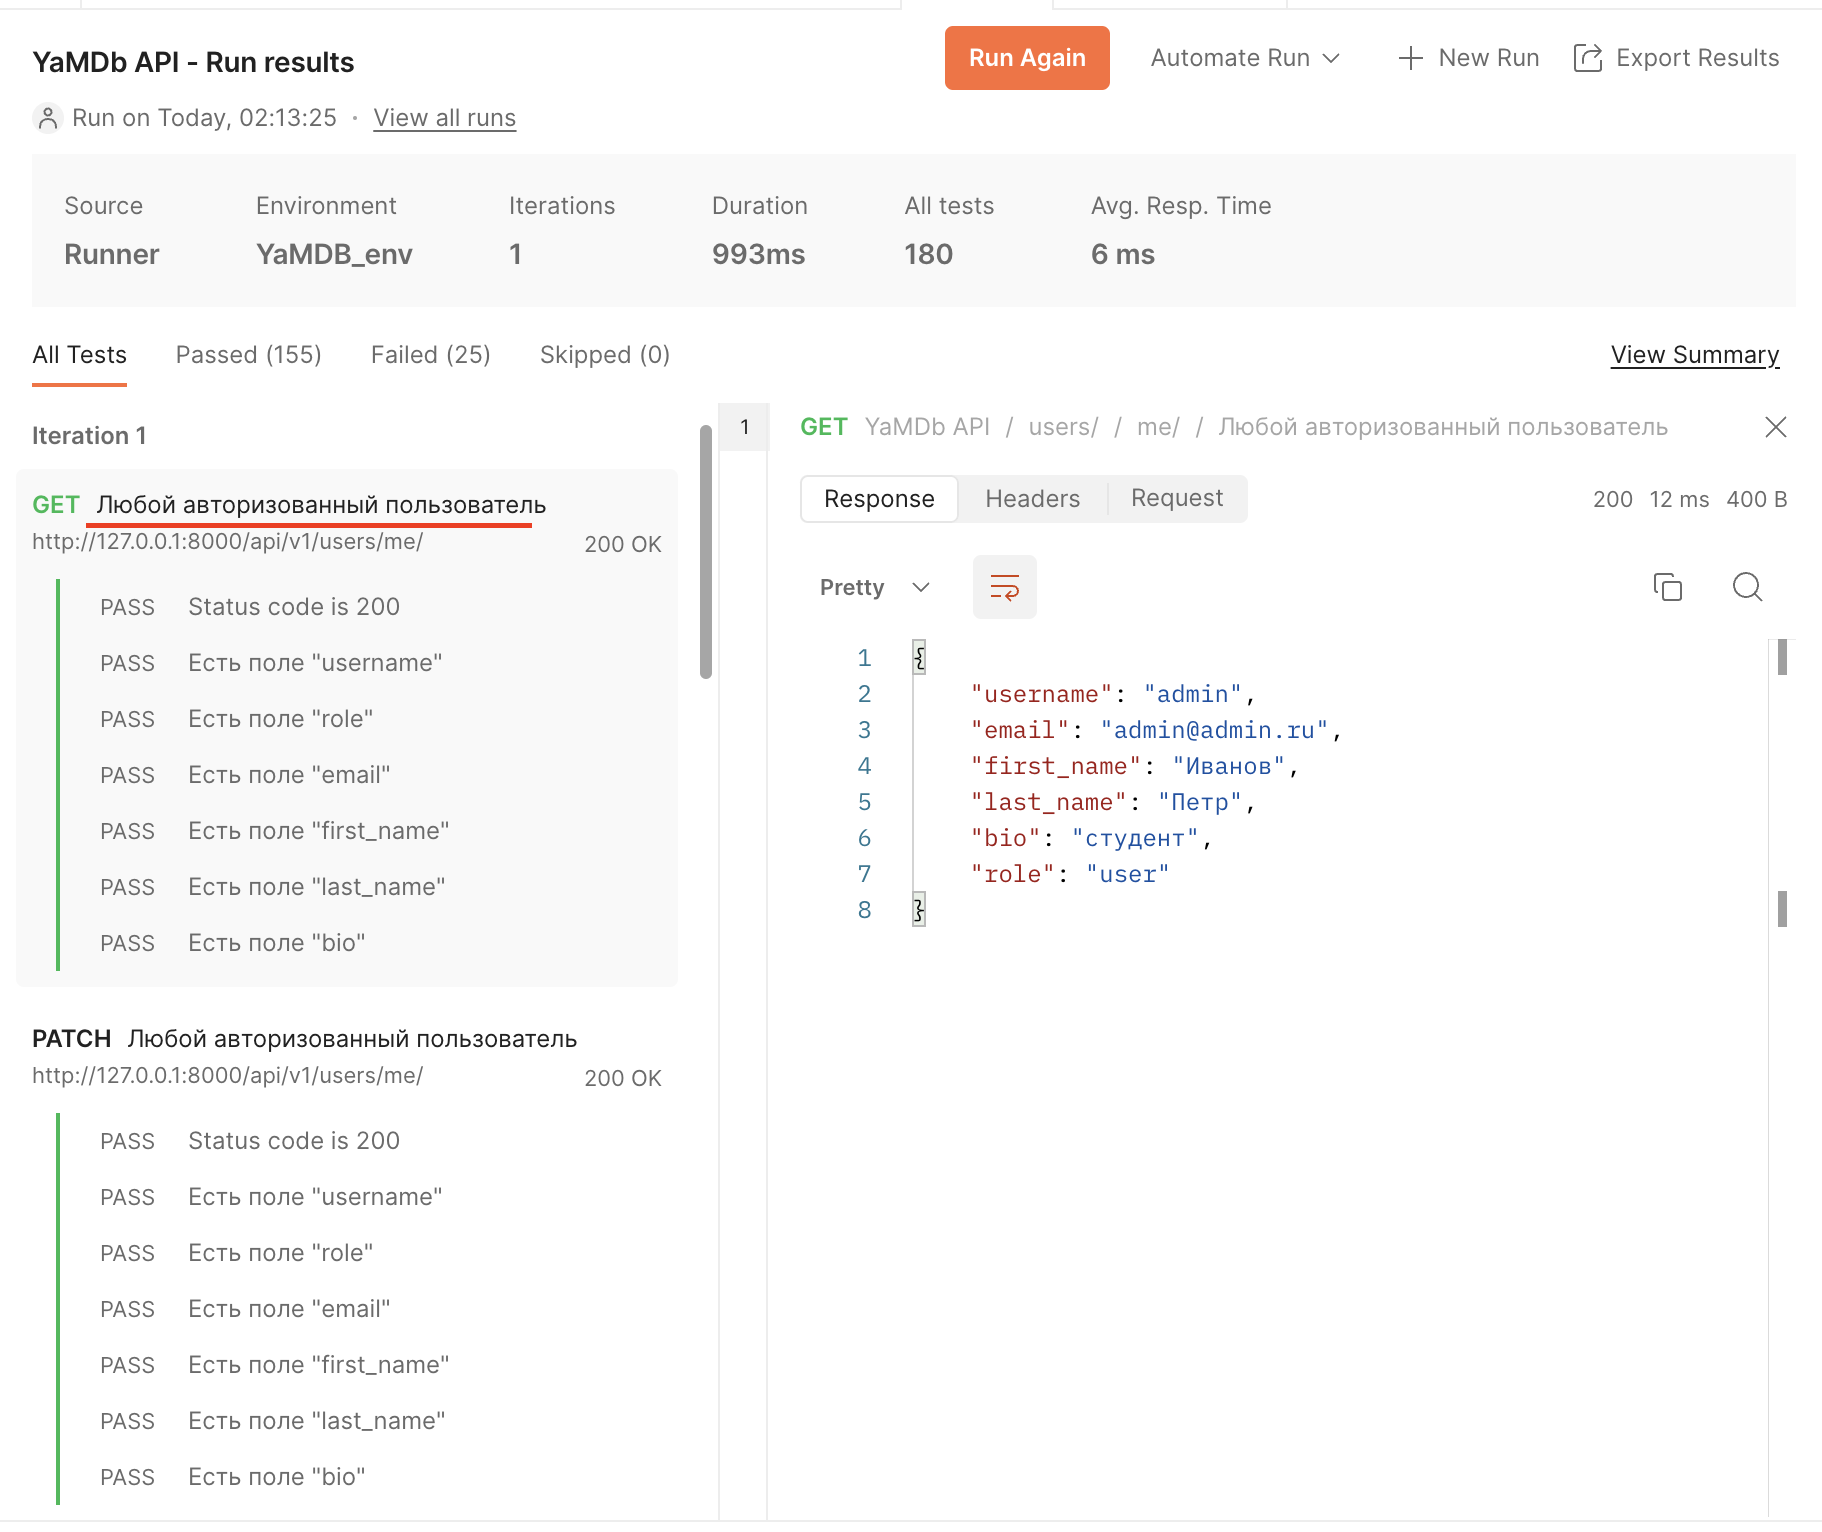 YaMDb API - Run results
Run Again
Automate Run
New Run
Export Results
Run on Today, 02:13:25 · View all runs
Source Environment Iterations Duration All tests Avg. Resp. Time
Runner YaMDB_env 1 993ms 180 6 ms
All Tests Passed (155) Failed (25) Skipped (0) View Summary
Iteration 1
GET Любой авторизованный пользователь
http://127.0.0.1:8000/api/v1/users/me/ 200 OK
PASS Status code is 200
PASS Есть поле "username"
PASS Есть поле "role"
PASS Есть поле "email"
PASS Есть поле "first_name"
PASS Есть поле "last_name"
PASS Есть поле "bio"
PATCH Любой авторизованный пользователь
http://127.0.0.1:8000/api/v1/users/me/ 200 OK
PASS Status code is 200
PASS Есть поле "username"
PASS Есть поле "role"
PASS Есть поле "email"
PASS Есть поле "first_name"
PASS Есть поле "last_name"
PASS Есть поле "bio"
1
GET YaMDb API / users/ / me/ / Любой авторизованный пользователь
Response Headers Request 200 12 ms 400 B
Pretty
1 {
2 "username": "admin",
3 "email": "admin@admin.ru",
4 "first_name": "Иванов",
5 "last_name": "Петр",
6 "bio": "студент",
7 "role": "user"
8 }